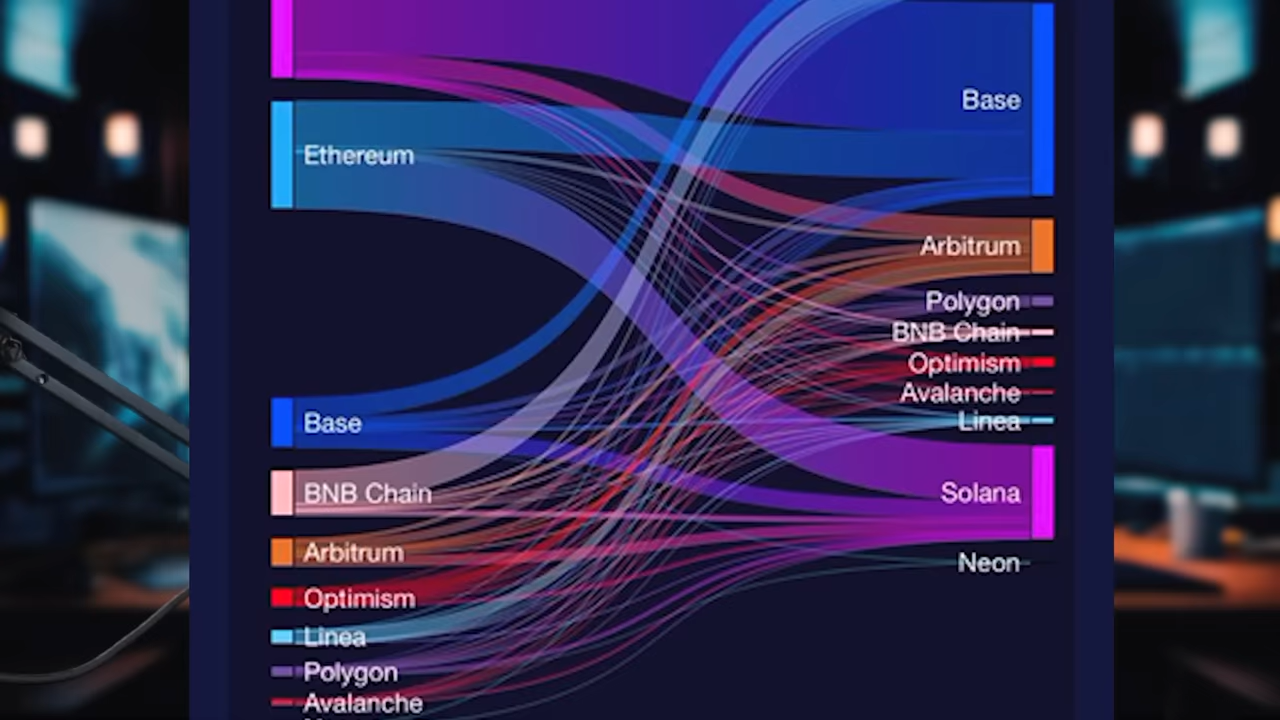 Base
Ethereum
Arbitrum
Polygon
BNB Chain
Optimism
Avalanche
Linea
Base
Solana
BNB Chain
Arbitrum
Neon
Optimism
Linea
Polygon
Avalanche